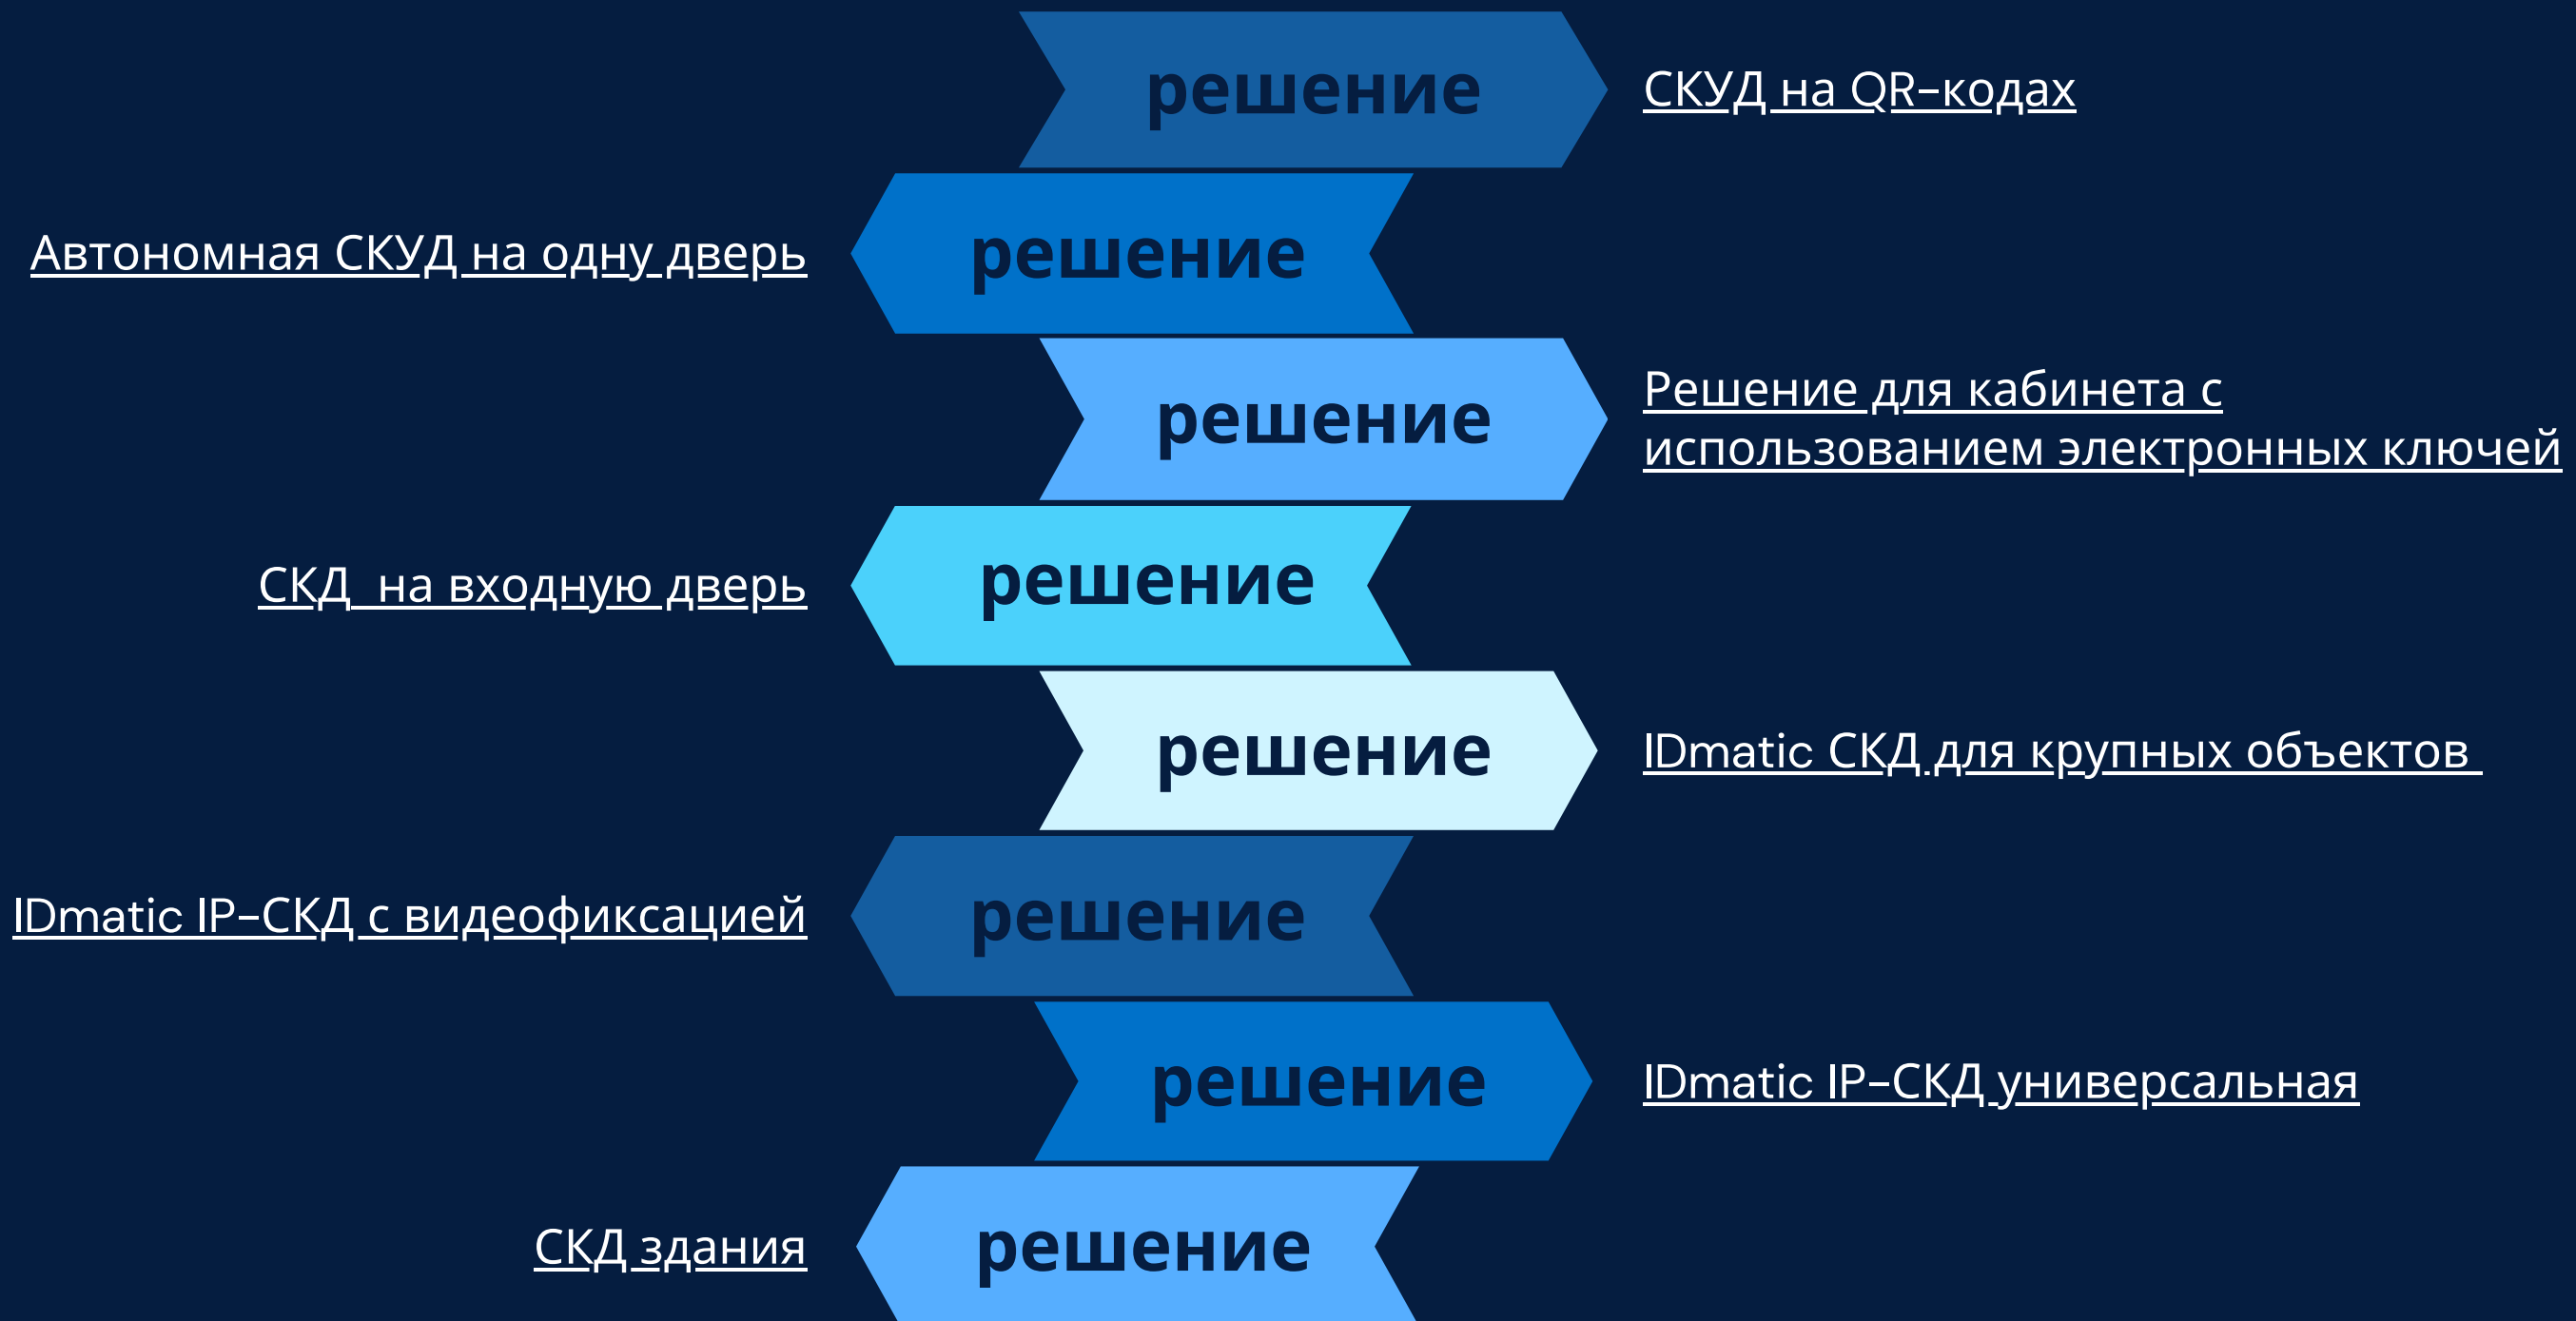 решение
СКУД на QR-кодах
Автономная СКУД на одну дверь
решение
решение
Решение для кабинета с
использованием электронных ключей
СКД  на входную дверь
решение
решение
IDmatic СКД для крупных объектов
IDmatic IP-СКД с видеофиксацией
решение
решение
IDmatic IP-СКД универсальная
СКД здания
решение